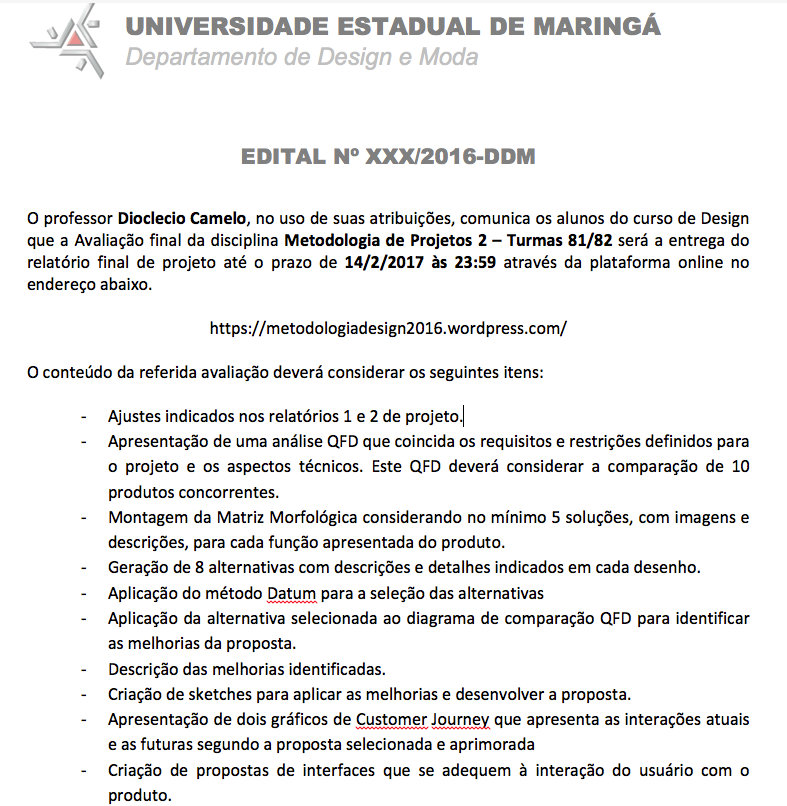 UNIVERSIDADE ESTADUAL DE MARINGÁ
Departamento de Design e Moda
EDITAL Nº XXX/2016-DDM
O professor Dioclecio Camelo, no uso de suas atribuições, comunica os alunos do curso de Design
que a Avaliação final da disciplina Metodologia de Projetos 2 – Turmas 81/82 será a entrega do
relatório final de projeto até o prazo de 14/2/2017 às 23:59 através da plataforma online no
endereço abaixo.
https://metodologiadesign2016.wordpress.com/
O conteúdo da referida avaliação deverá considerar os seguintes itens:
- Ajustes indicados nos relatórios 1 e 2 de projeto.
- Apresentação de uma análise QFD que coincida os requisitos e restrições definidos para
o projeto e os aspectos técnicos. Este QFD deverá considerar a comparação de 10
produtos concorrentes.
- Montagem da Matriz Morfológica considerando no mínimo 5 soluções, com imagens e
descrições, para cada função apresentada do produto.
- Geração de 8 alternativas com descrições e detalhes indicados em cada desenho.
- Aplicação do método Datum para a seleção das alternativas
- Aplicação da alternativa selecionada ao diagrama de comparação QFD para identificar
as melhorias da proposta.
- Descrição das melhorias identificadas.
- Criação de sketches para aplicar as melhorias e desenvolver a proposta.
- Apresentação de dois gráficos de Customer Journey que apresenta as interações atuais
e as futuras segundo a proposta selecionada e aprimorada
- Criação de propostas de interfaces que se adequem à interação do usuário com o
produto.